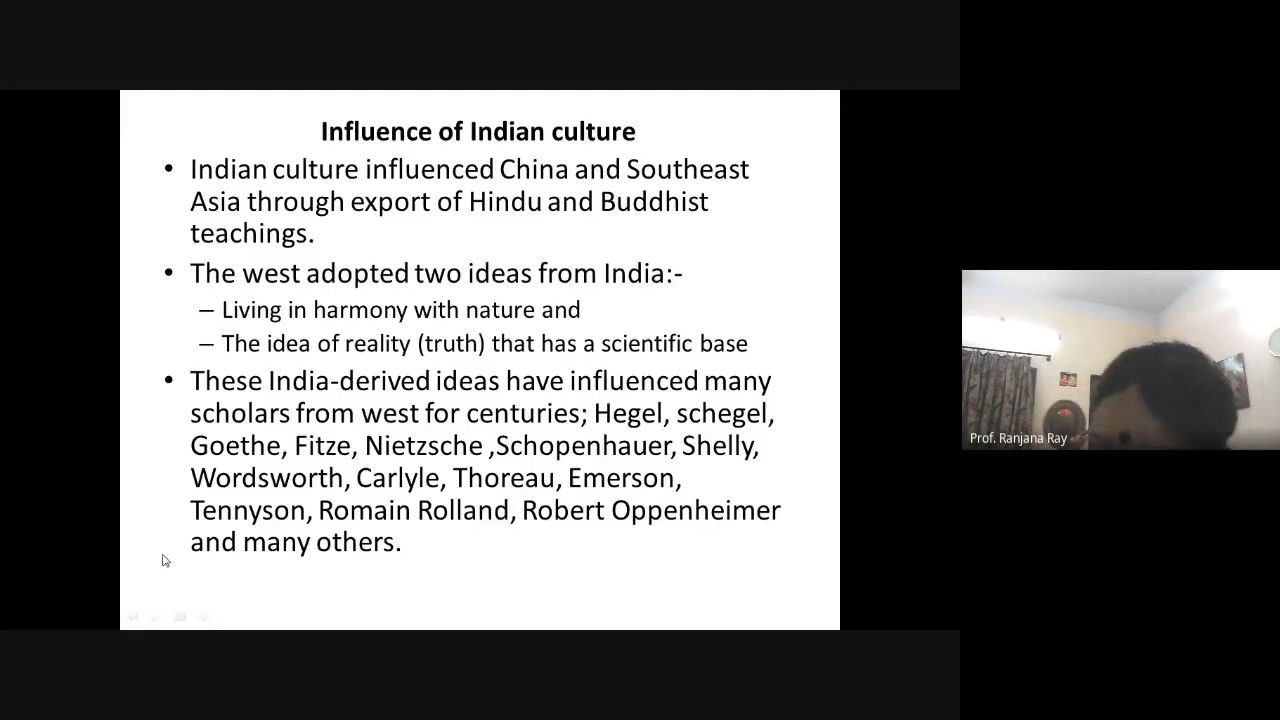 Influence of Indian culture
• Indian culture influenced China and Southeast
Asia through export of Hindu and Buddhist
teachings.
• The west adopted two ideas from India:-
– Living in harmony with nature and
– The idea of reality (truth) that has a scientific base
• These India-derived ideas have influenced many
scholars from west for centuries; Hegel, schegel,
Goethe, Fitze, Nietzsche ,Schopenhauer, Shelly,
Wordsworth, Carlyle, Thoreau, Emerson,
Tennyson, Romain Rolland, Robert Oppenheimer
and many others.
Prof. Ranjana Ray